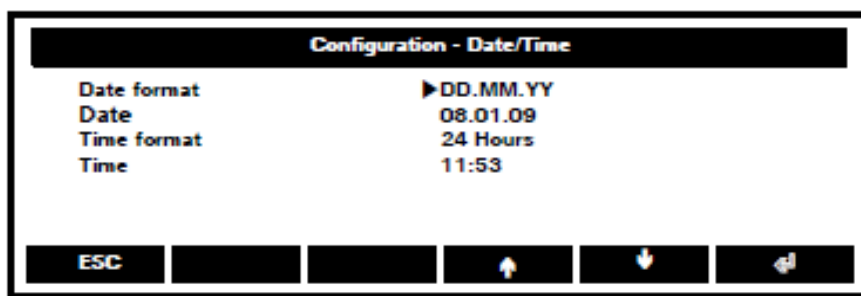 Configuration - Date/Time
Date format ▶DD.MM.YY
Date 08.01.09
Time format 24 Hours
Time 11:53
ESC